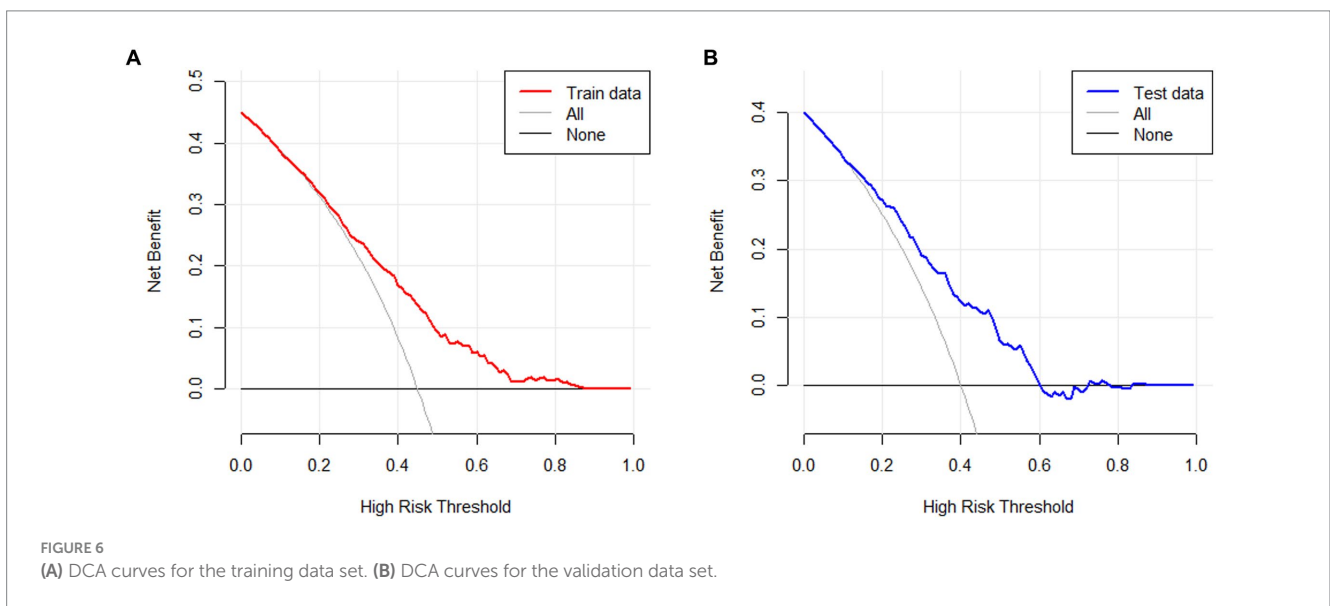 A
Net Benefit
0.5
0.4
0.3
0.2
0.1
0.0
Train data
All
None
0.0 0.2 0.4 0.6 0.8 1.0
High Risk Threshold
B
Net Benefit
0.4
0.3
0.2
0.1
0.0
Test data
All
None
0.0 0.2 0.4 0.6 0.8 1.0
High Risk Threshold
FIGURE 6
(A) DCA curves for the training data set. (B) DCA curves for the validation data set.